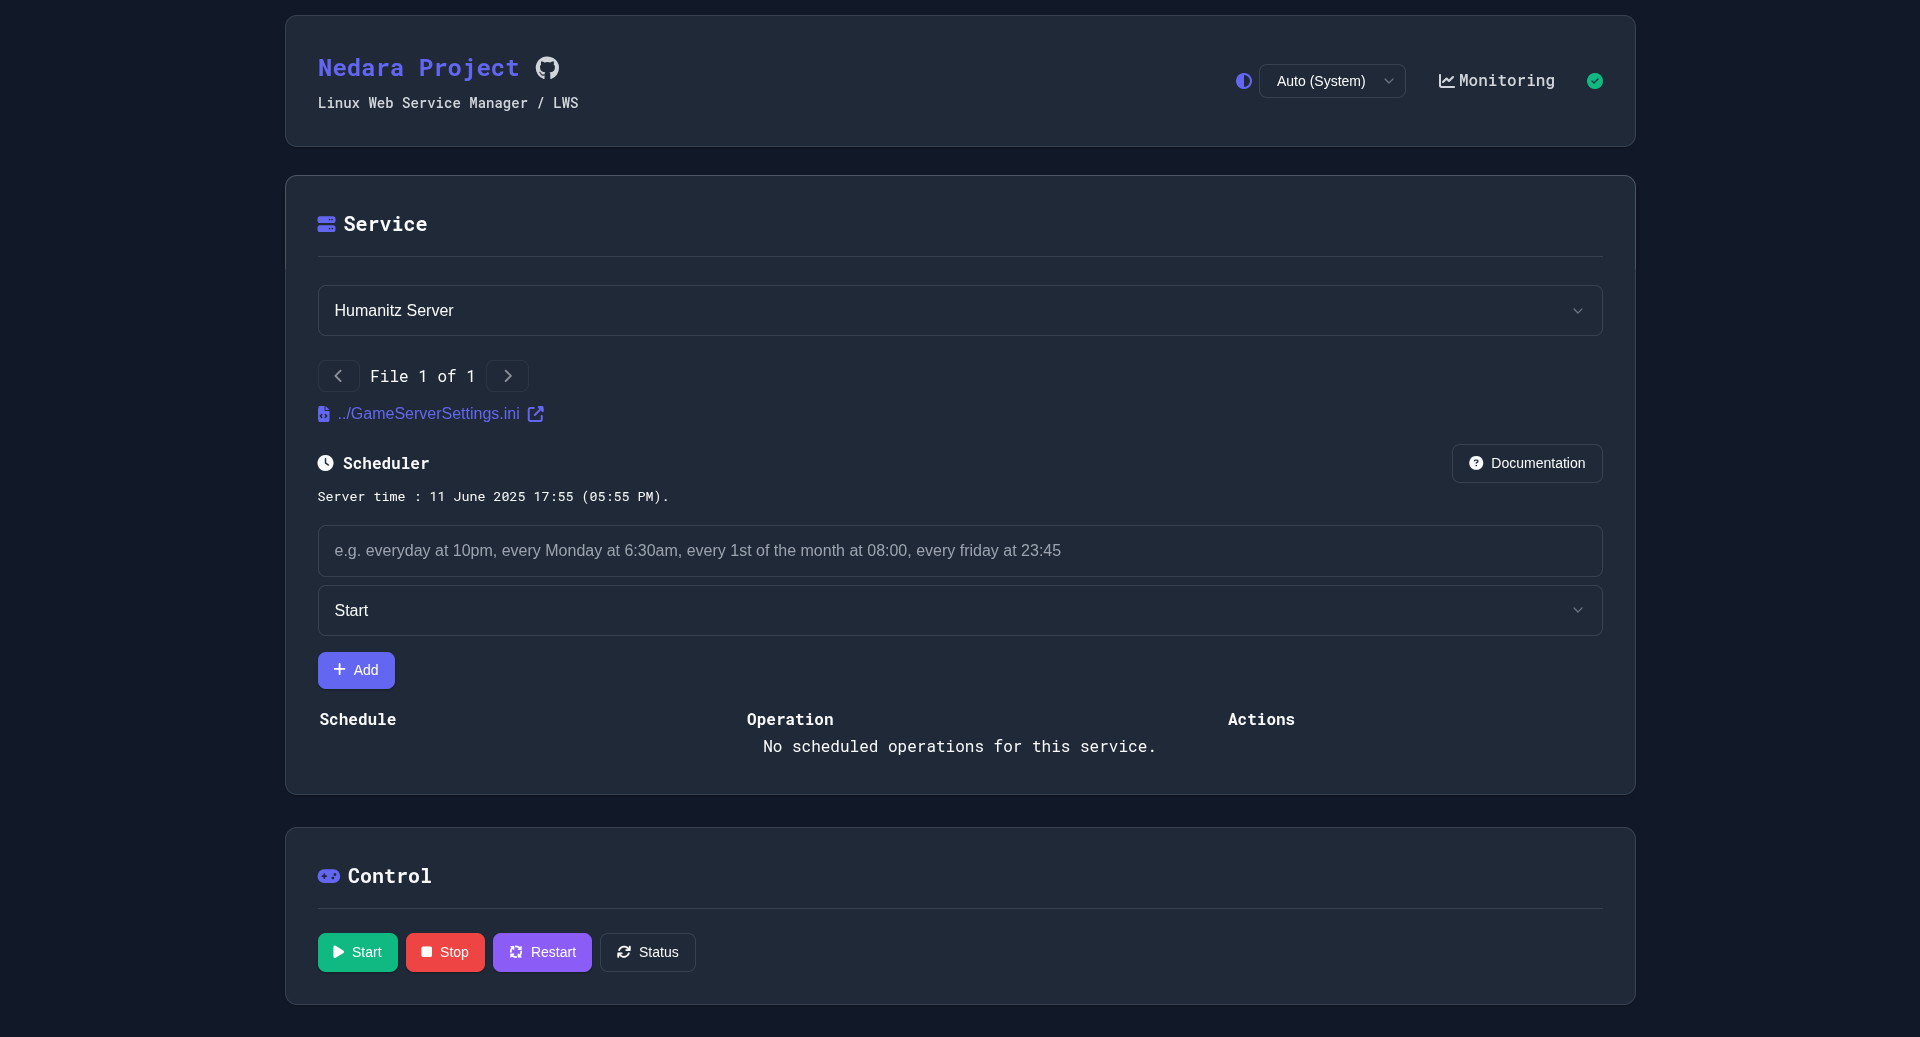 Nedara Project
Linux Web Service Manager / LWS
Auto (System)
Monitoring
Service
Humanitz Server
File 1 of 1
../GameServerSettings.ini
Scheduler
Documentation
Server time : 11 June 2025 17:55 (05:55 PM).
e.g. everyday at 10pm, every Monday at 6:30am, every 1st of the month at 08:00, every friday at 23:45
Start
Add
Schedule Operation Actions
No scheduled operations for this service.
Control
Start Stop Restart Status